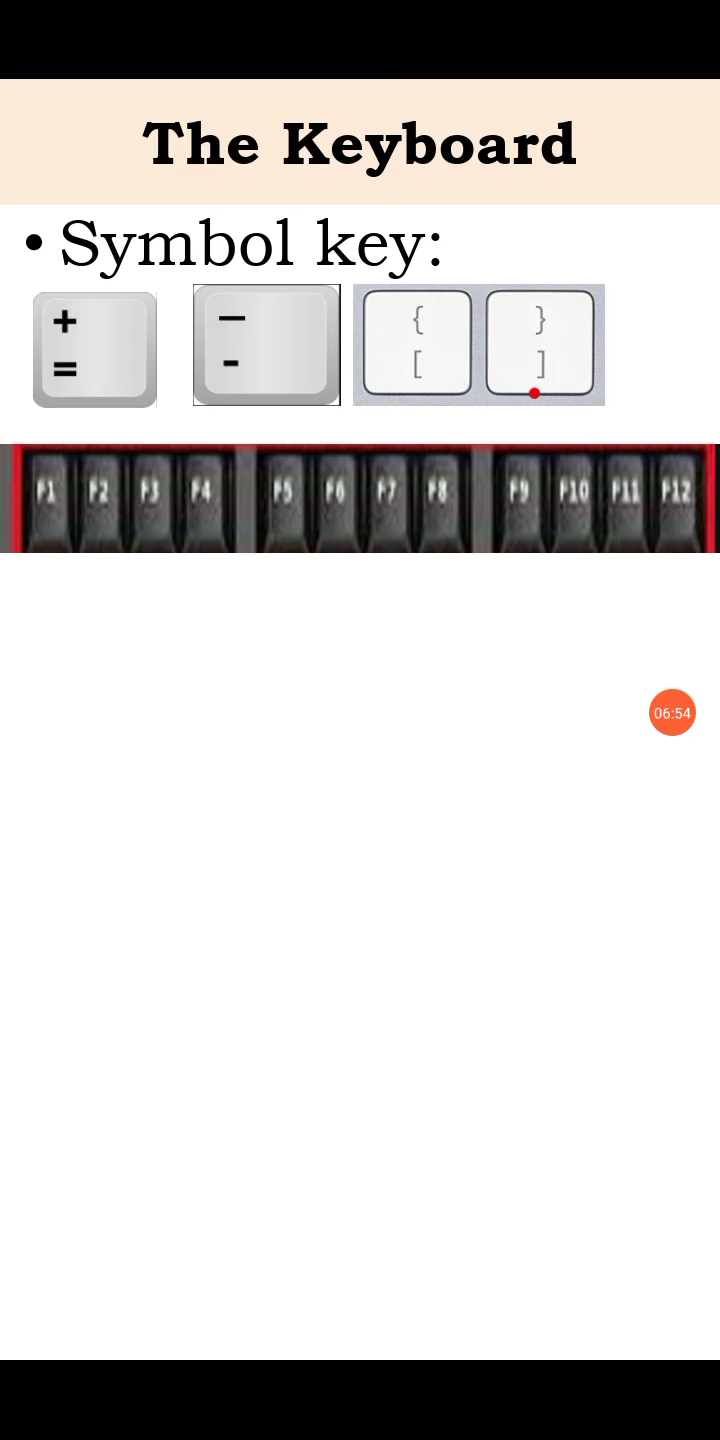 The Keyboard
• Symbol key:
+ — { }
= - [ ]
F1 F2 F3 F4 F5 F6 F7 F8 F9 F10 F11 F12
06:54